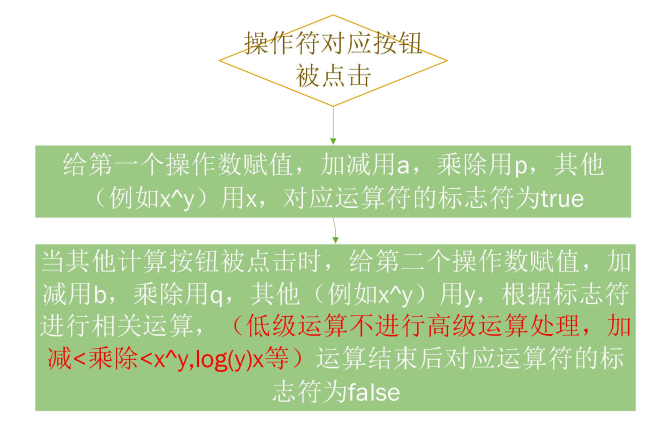 操作符对应按钮
被点击
给第一个操作数赋值，加减用a，乘除用p，其他
（例如x^y）用x，对应运算符的标志符为true
当其他计算按钮被点击时，给第二个操作数赋值，加
减用b，乘除用q，其他（例如x^y）用y，根据标志符
进行相关运算，（低级运算不进行高级运算处理，加
减<乘除<x^y,log(y)x等）运算结束后对应运算符的标
志符为false